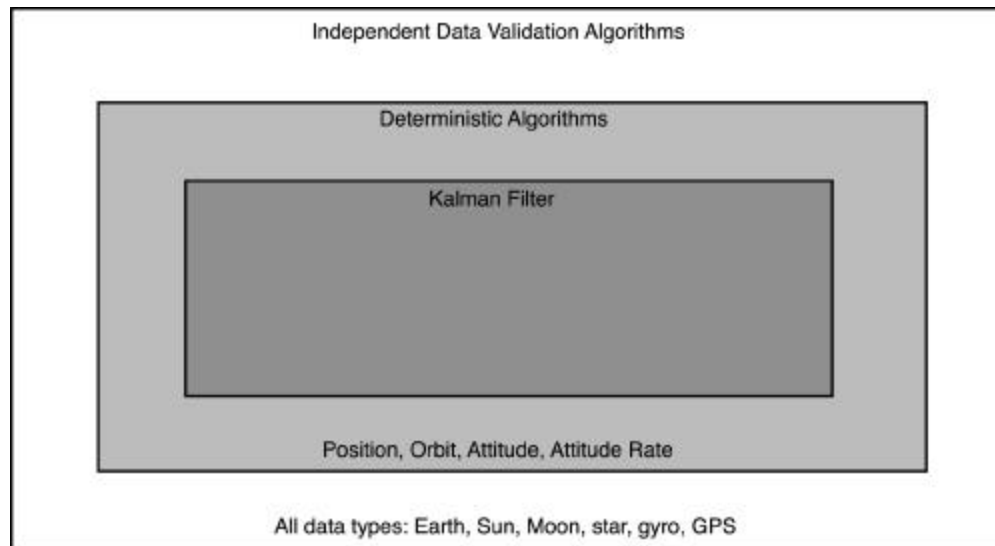 Independent Data Validation Algorithms
Deterministic Algorithms
Kalman Filter
Position, Orbit, Attitude, Attitude Rate
All data types: Earth, Sun, Moon, star, gyro, GPS